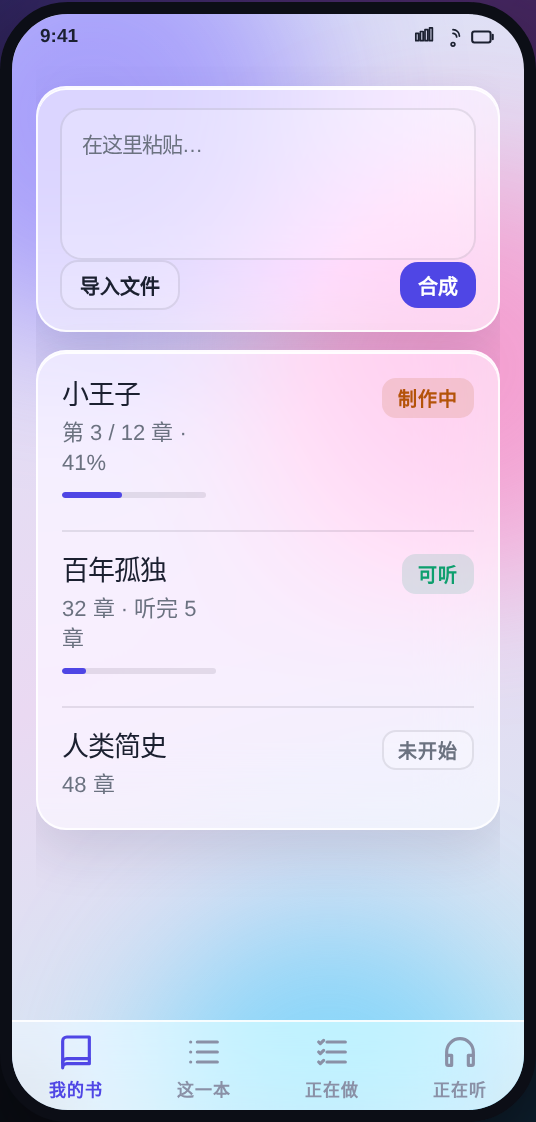 9:41
在这里粘贴…
导入文件
合成
小王子
制作中
第 3 / 12 章 ·
41%
百年孤独
可听
32 章 · 听完 5
章
人类简史
未开始
48 章
我的书
这一本
正在做
正在听